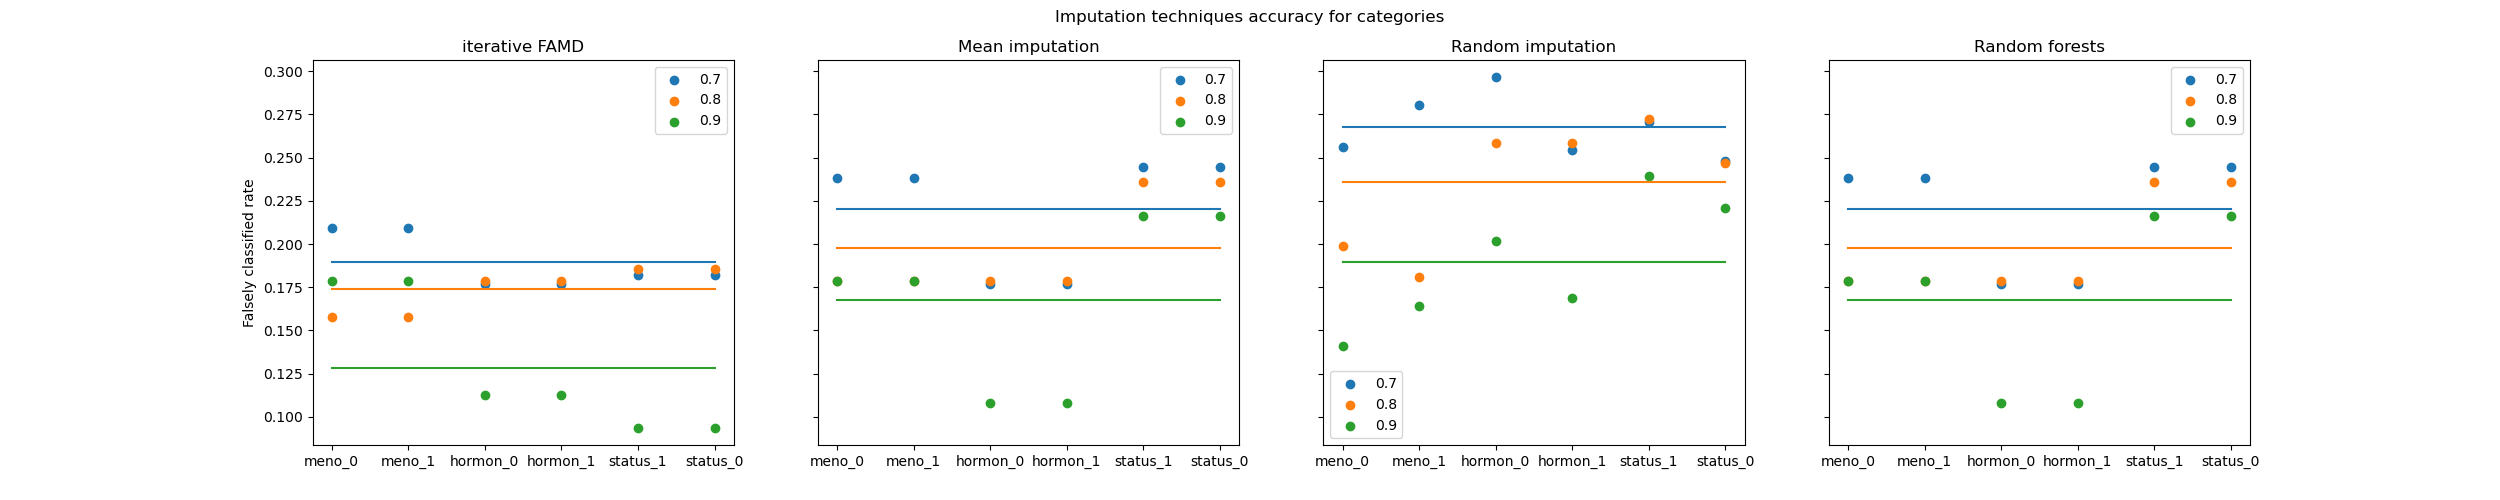 Imputation techniques accuracy for categories
iterative FAMD
Falsely classified rate
0.300
0.275
0.250
0.225
0.200
0.175
0.150
0.125
0.100
0.7
0.8
0.9
meno_0 meno_1 hormon_0 hormon_1 status_1 status_0
Mean imputation
0.7
0.8
0.9
meno_0 meno_1 hormon_0 hormon_1 status_1 status_0
Random imputation
0.7
0.8
0.9
meno_0 meno_1 hormon_0 hormon_1 status_1 status_0
Random forests
0.7
0.8
0.9
meno_0 meno_1 hormon_0 hormon_1 status_1 status_0